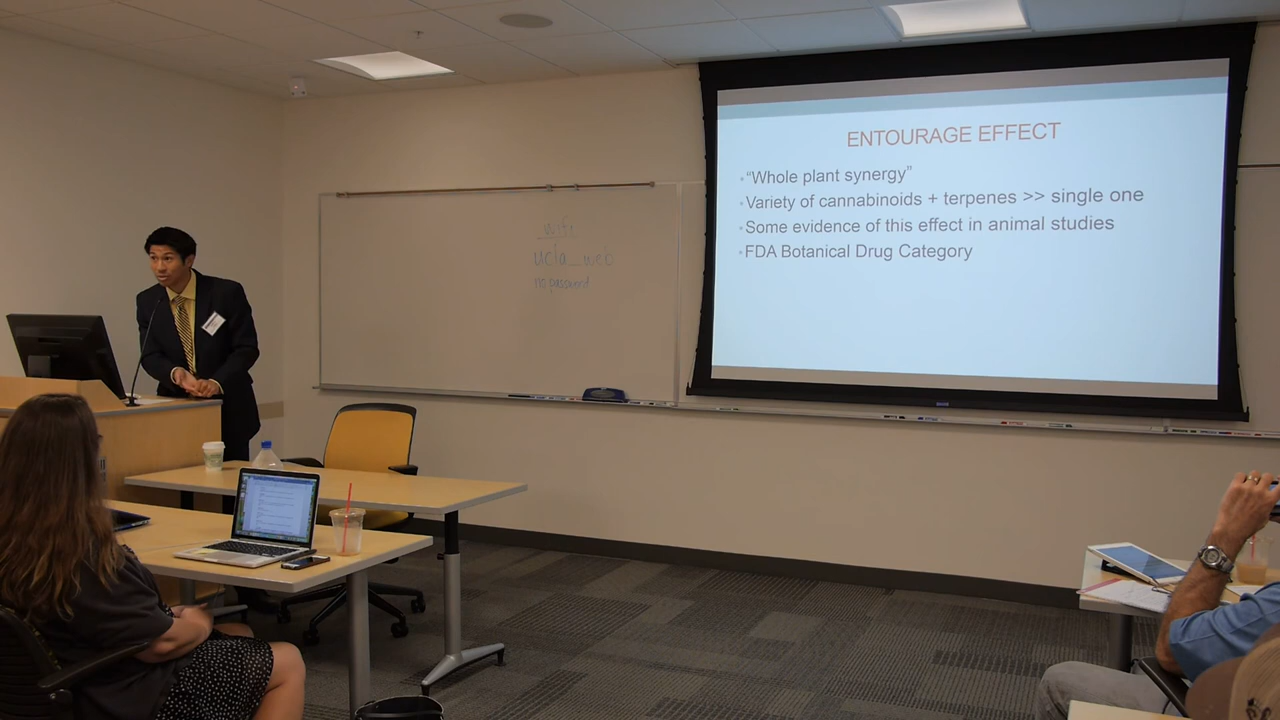 wifi
ucla_web
no password
ENTOURAGE EFFECT
"Whole plant synergy"
Variety of cannabinoids + terpenes >> single one
Some evidence of this effect in animal studies
FDA Botanical Drug Category